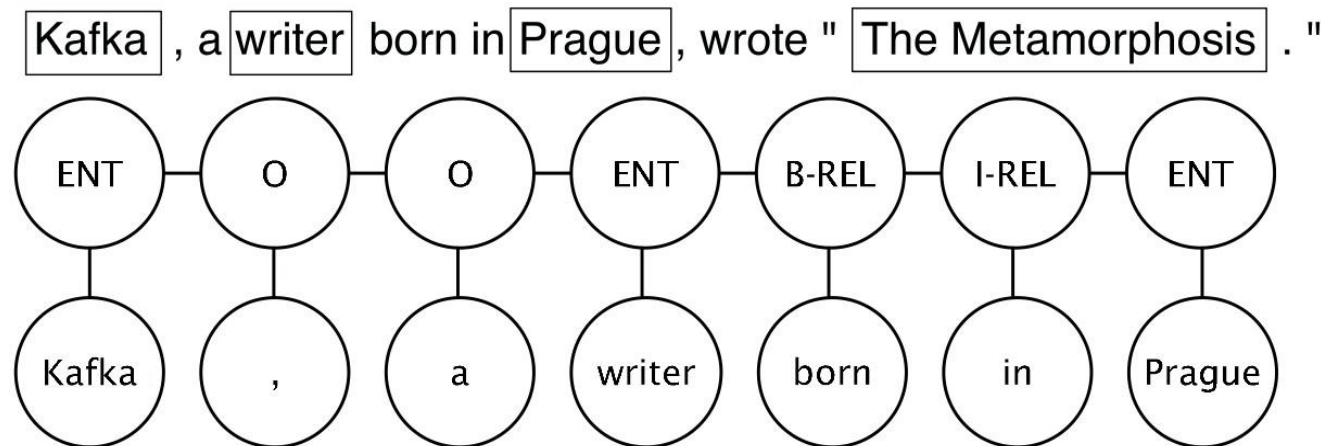 Kafka , a writer born in Prague , wrote " The Metamorphosis . "
ENT O O ENT B-REL I-REL ENT
Kafka , a writer born in Prague